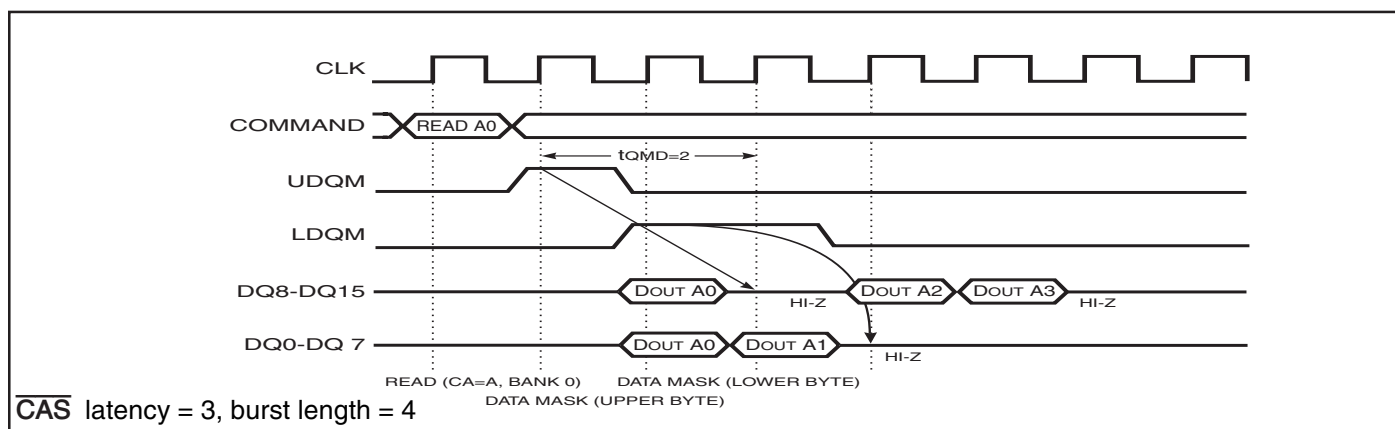 CLK
COMMAND
READ A0
tQMD=2
UDQM
LDQM
DQ8-DQ15
DOUT A0
HI-Z
DOUT A2
DOUT A3
HI-Z
DQ0-DQ 7
DOUT A0
DOUT A1
HI-Z
READ (CA=A, BANK 0)
DATA MASK (LOWER BYTE)
DATA MASK (UPPER BYTE)
CAS latency = 3, burst length = 4